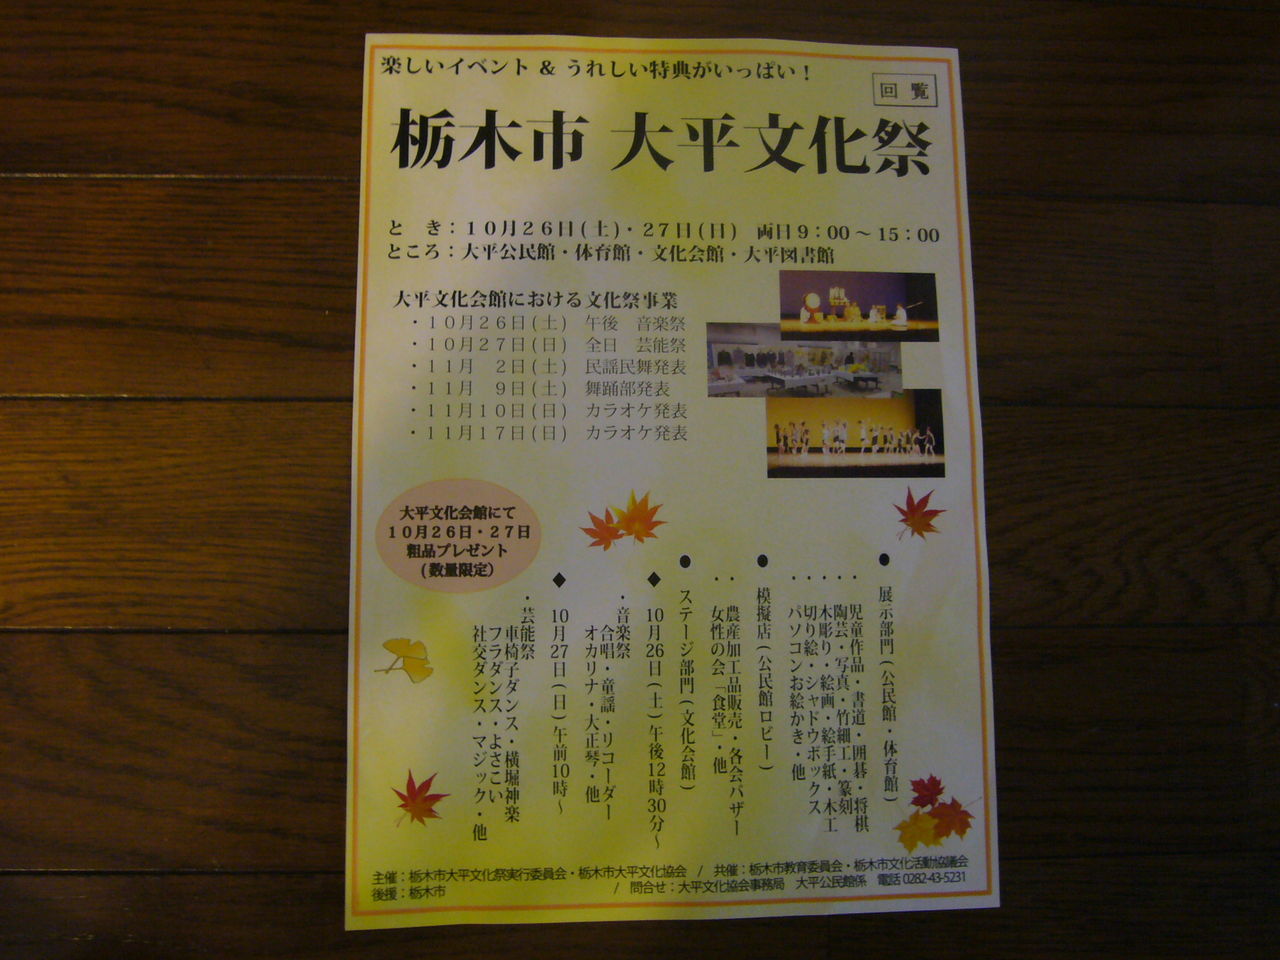 楽しいイベント & うれしい特典がいっぱい!
回覧
栃木市 大平文化祭
と き:10月26日(土)・27日(日) 両日9:00~15:00
ところ:大平公民館・体育館・文化会館・大平図書館
大平文化会館における文化祭事業
・10月26日(土) 午後 音楽祭
・10月27日(日) 全日 芸能祭
・11月 2日(土) 民謡民舞発表
・11月 9日(土) 舞踊部発表
・11月10日(日) カラオケ発表
・11月17日(日) カラオケ発表
大平文化会館にて
10月26日・27日
粗品プレゼント
(数量限定)
● 展示部門(公民館・体育館)
・児童作品・書道・囲碁・将棋
・陶芸・写真・竹細工・篆刻
・木彫り・絵画・絵手紙・木工
・切り絵・シャドウボックス
・パソコンお絵かき・他
● 模擬店(公民館ロビー)
・農産加工品販売・各会バザー
・女性の会「食堂」・他
● ステージ部門(文化会館)
◆ 10月26日(土)午後12時30分~
・音楽祭
合唱・童謡・リコーダー
オカリナ・大正琴・他
◆ 10月27日(日)午前10時~
・芸能祭
車椅子ダンス・横堀神楽
フラダンス・よさこい
社交ダンス・マジック・他
主催:栃木市大平文化祭実行委員会・栃木市大平文化協会 / 共催:栃木市教育委員会・栃木市文化活動協議会
後援:栃木市 / 問合せ:大平文化協会事務局 大平公民館係 電話 0282-43-5231